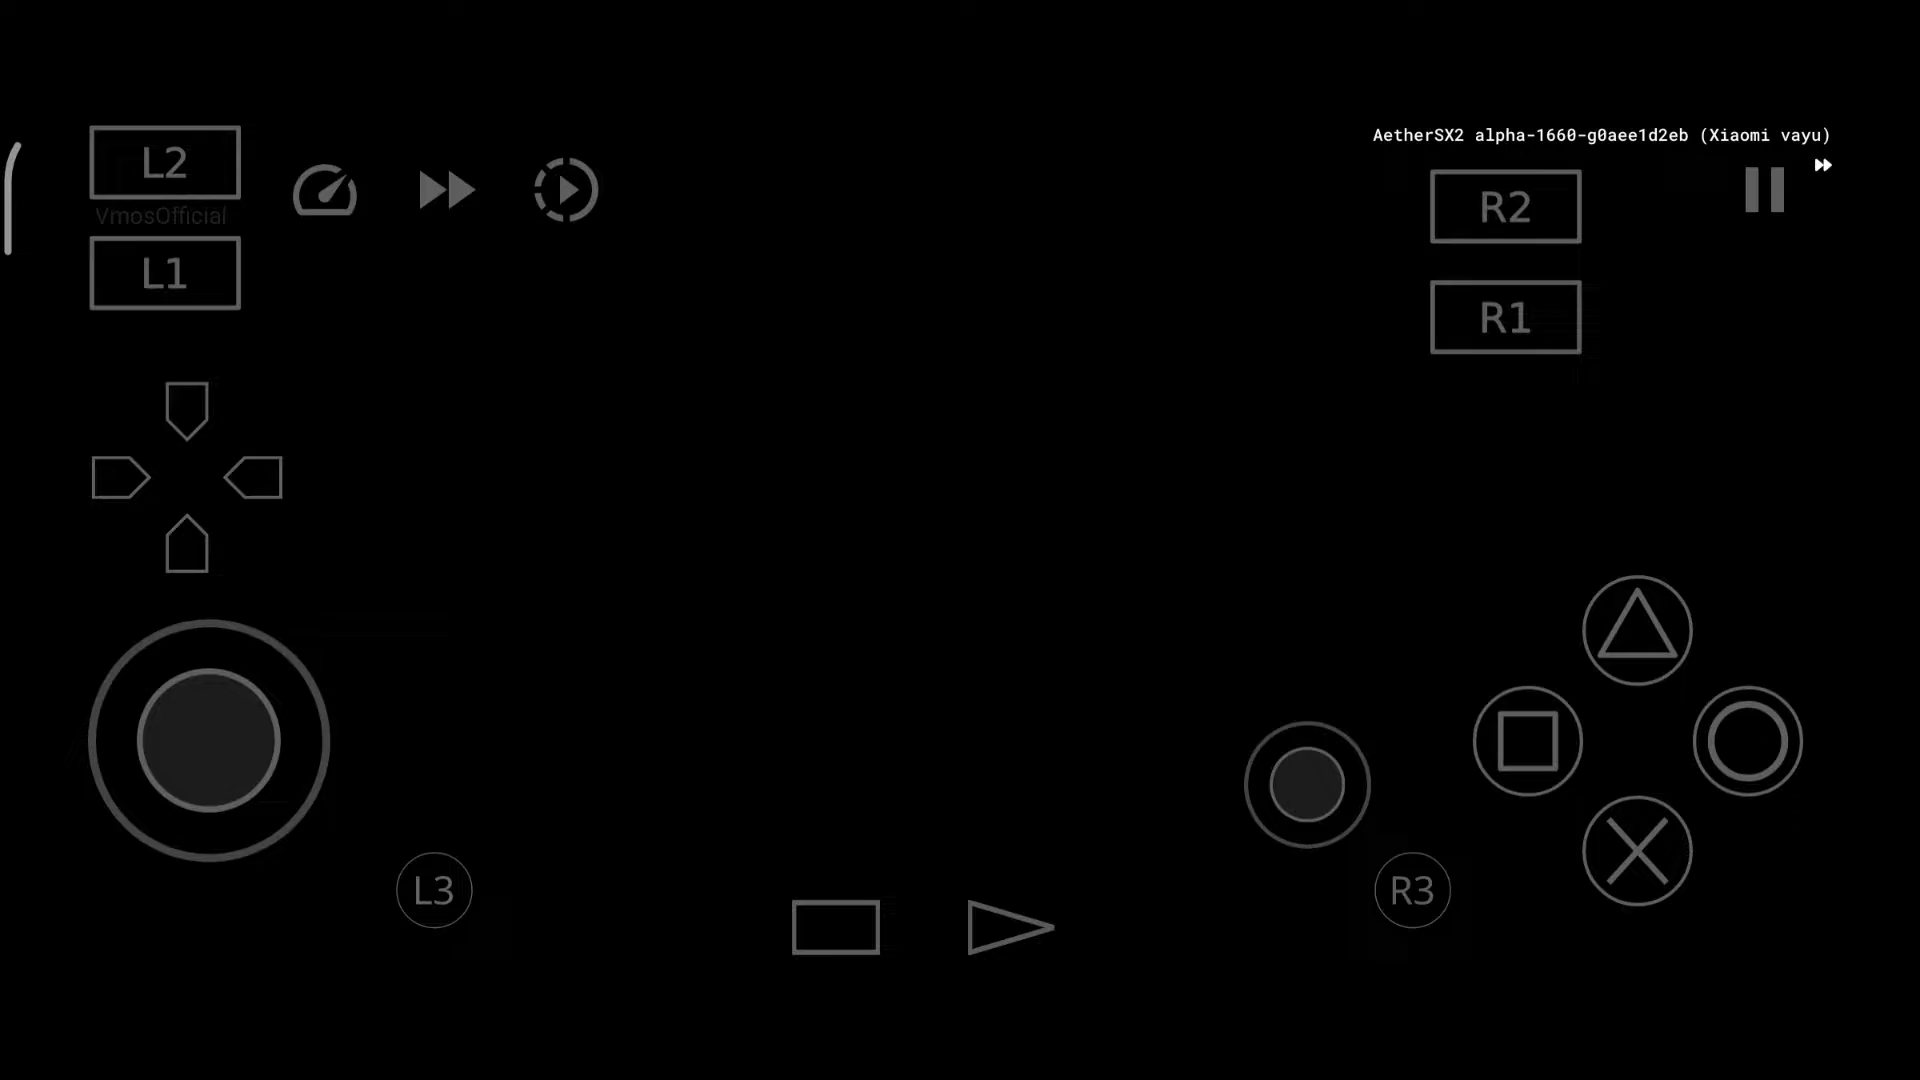 AetherSX2 alpha-1660-g0aee1d2eb (Xiaomi vayu)
L2
VmosOfficial
L1
R2
R1
L3
R3